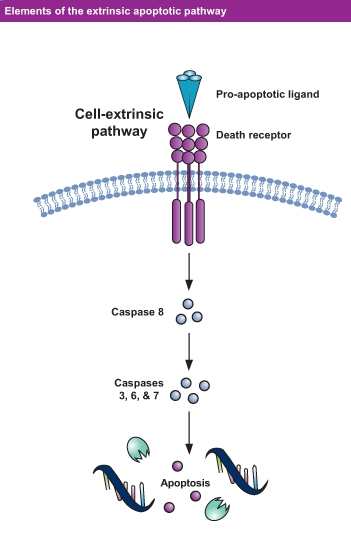 Elements of the extrinsic apoptotic pathway
Pro-apoptotic ligand
Cell-extrinsic
pathway
Death receptor
Caspase 8
Caspases
3, 6, & 7
Apoptosis